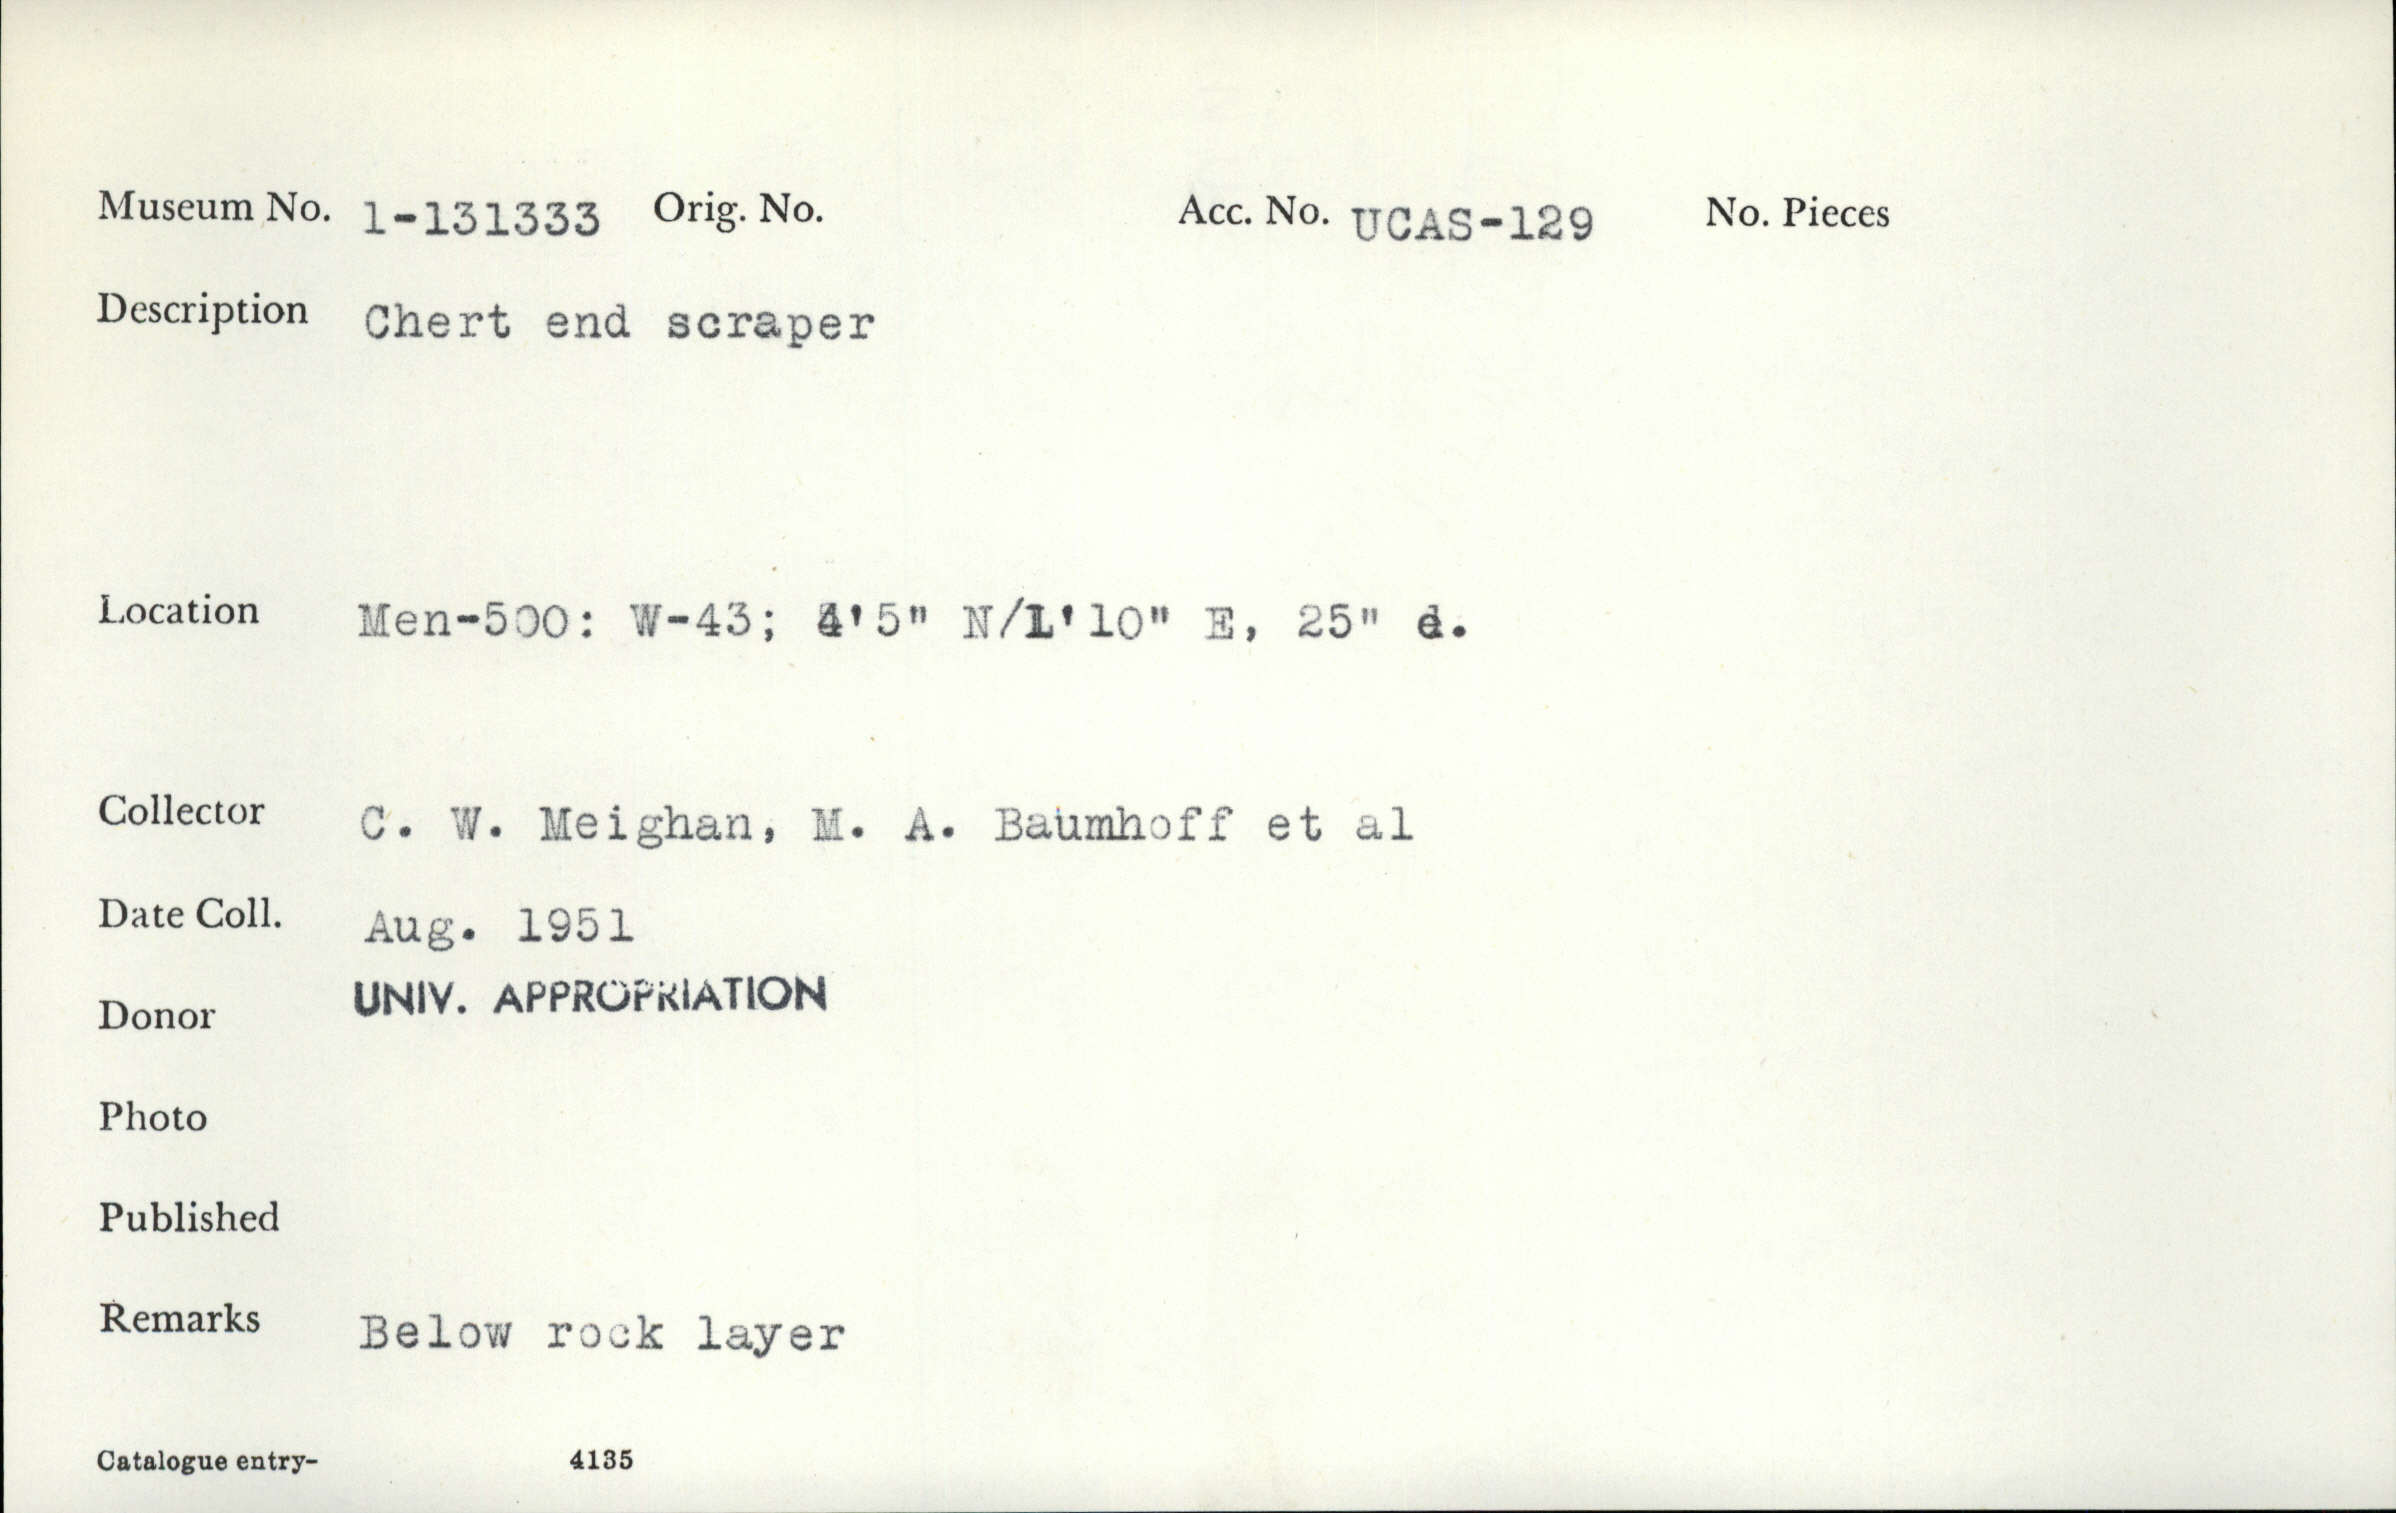 Museum No. 1-131333 Orig. No. Acc. No. UCAS-129 No. Pieces
Description Chert end scraper
Location Men-500: W-43; 4'5" N/1'10" E, 25" d.
Collector C. W. Meighan, M. A. Baumhoff et al
Date Coll. Aug. 1951
Donor UNIV. APPROPRIATION
Photo
Published
Remarks Below rock layer
Catalogue entry- 4135